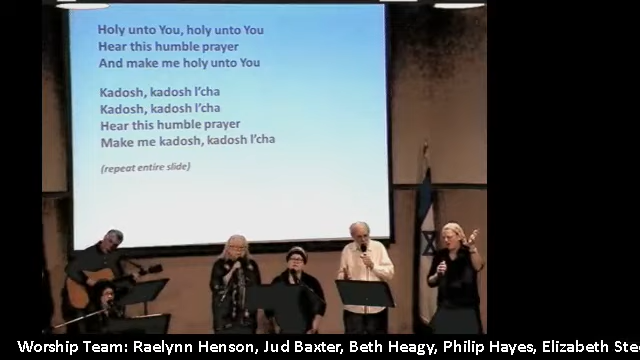 Holy unto You, holy unto You
Hear this humble prayer
And make me holy unto You
Kadosh, kadosh l'cha
Kadosh, kadosh l'cha
Hear this humble prayer
Make me kadosh, kadosh l'cha
(repeat entire slide)
Worship Team: Raelynn Henson, Jud Baxter, Beth Heagy, Philip Hayes, Elizabeth